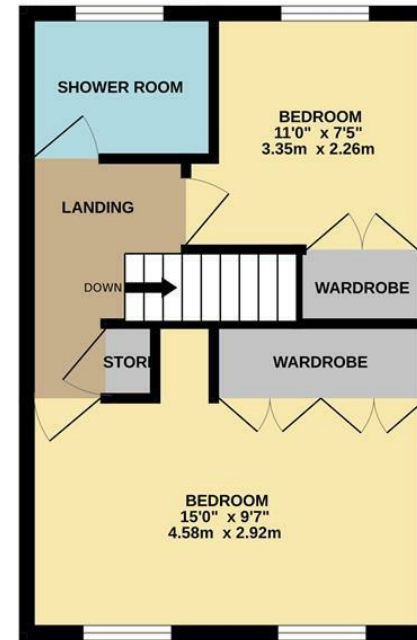 SHOWER ROOM
BEDROOM
11'0" x 7'5"
3.35m x 2.26m
LANDING
DOWN
WARDROBE
STORE
WARDROBE
BEDROOM
15'0" x 9'7"
4.58m x 2.92m